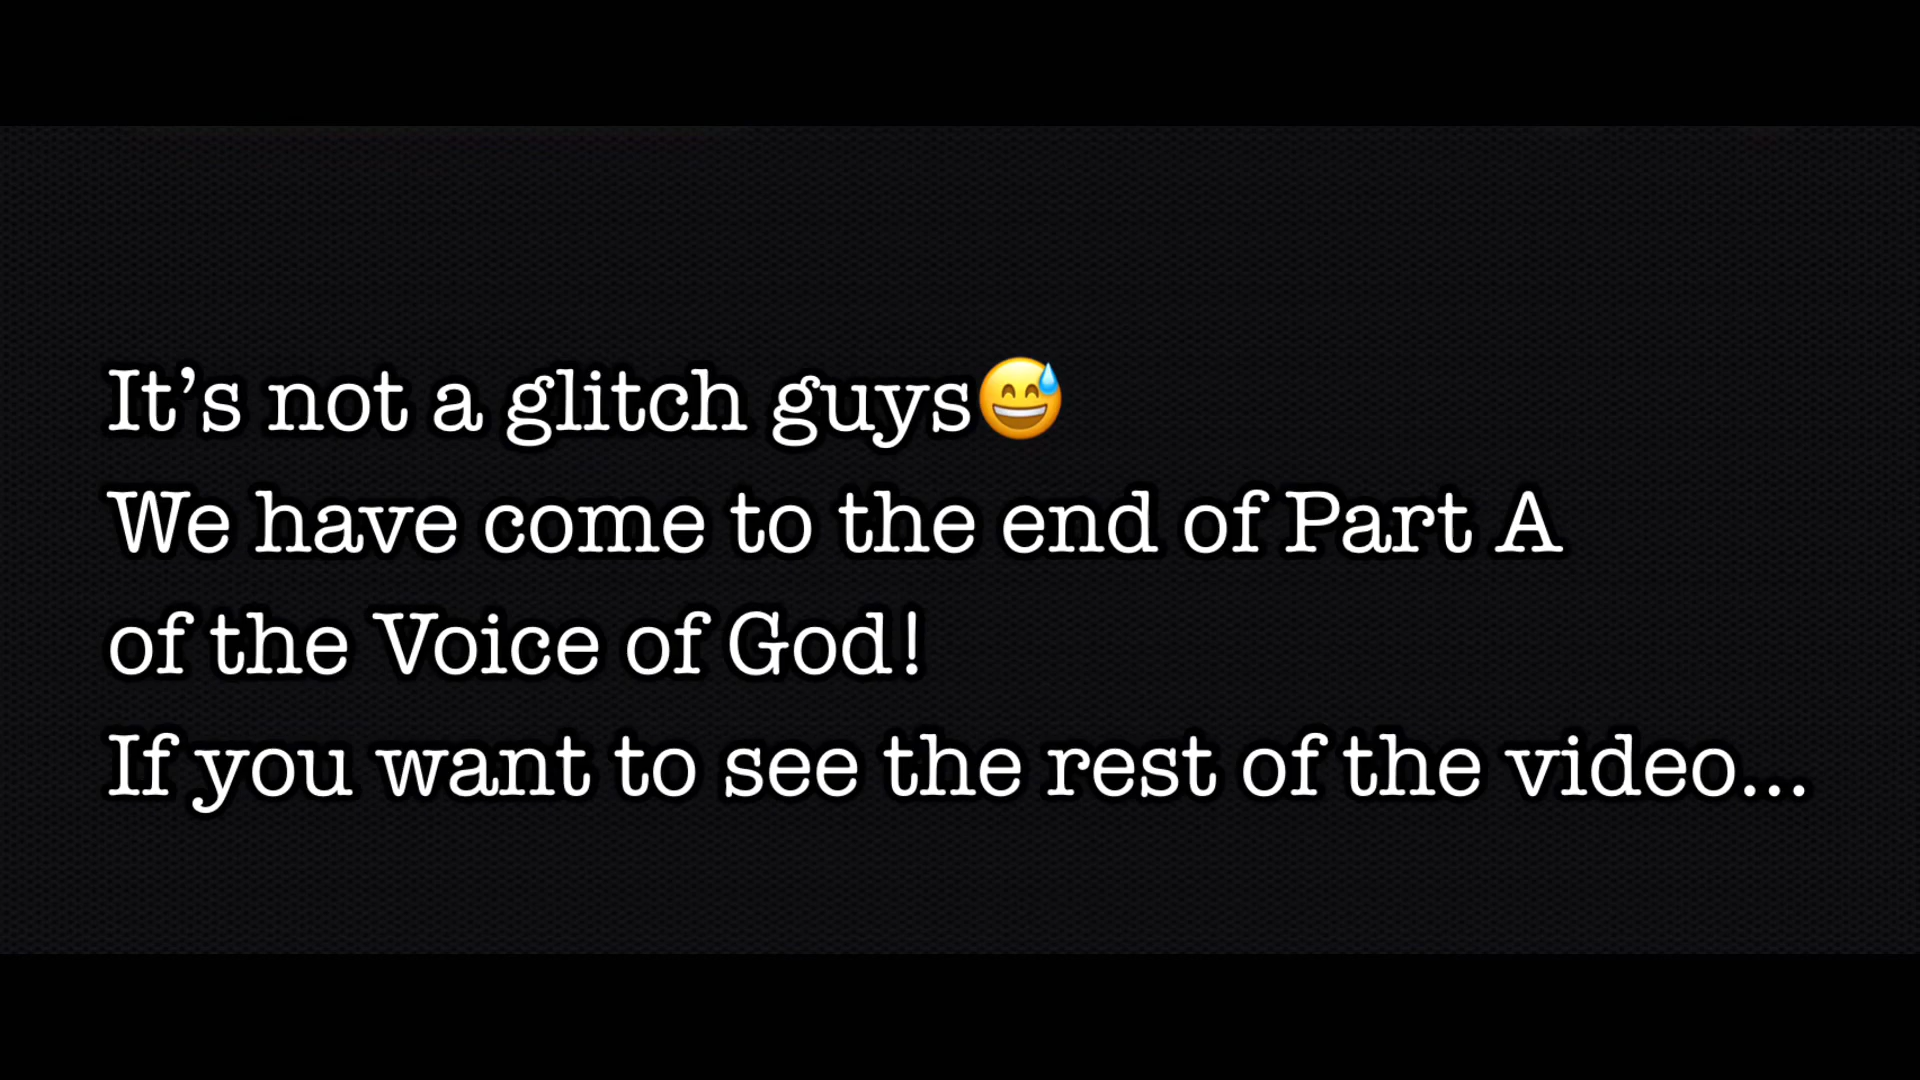 It’s not a glitch guys😅
We have come to the end of Part A
of the Voice of God!
If you want to see the rest of the video...